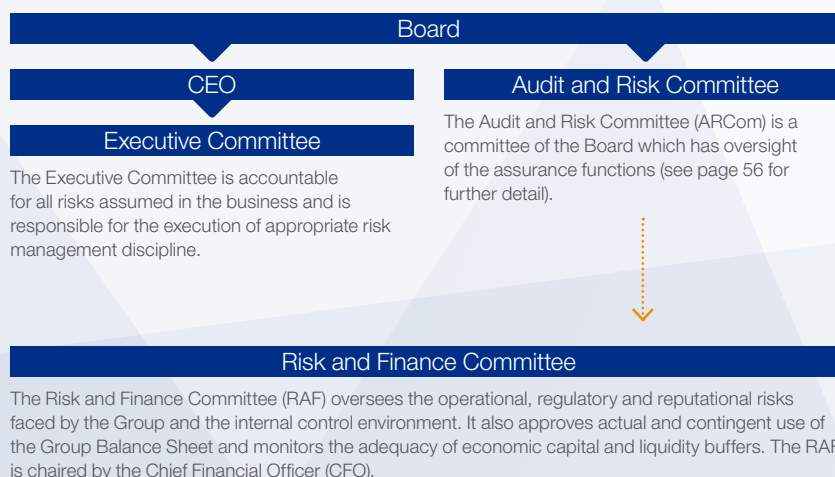 Board
CEO
Executive Committee
The Executive Committee is accountable
for all risks assumed in the business and is
responsible for the execution of appropriate risk
management discipline.
Audit and Risk Committee
The Audit and Risk Committee (ARCom) is a
committee of the Board which has oversight
of the assurance functions (see page 56 for
further detail).
Risk and Finance Committee
The Risk and Finance Committee (RAF) oversees the operational, regulatory and reputational risks
faced by the Group and the internal control environment. It also approves actual and contingent use of
the Group Balance Sheet and monitors the adequacy of economic capital and liquidity buffers. The RAF
is chaired by the Chief Financial Officer (CFO).